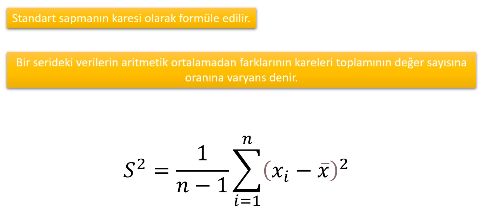 Standart sapmanın karesi olarak formüle edilir.
Bir serideki verilerin aritmetik ortalamadan farklarının kareleri toplamının değer sayısına
oranına varyans denir.
S² = \frac{1}{n − 1} \sum_{i=1}^{n} (x_i − \bar{x})²